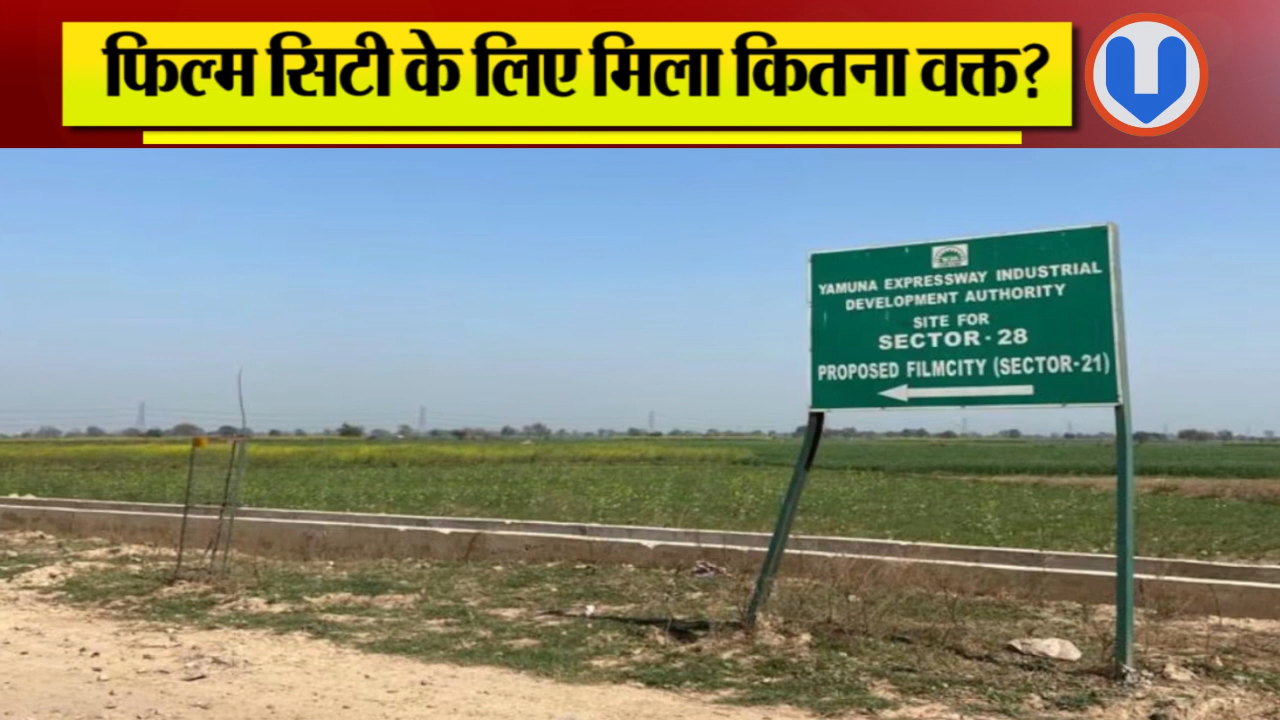 फिल्म सिटी के लिए मिला कितना वक्त?
YAMUNA EXPRESSWAY INDUSTRIAL
DEVELOPMENT AUTHORITY
SITE FOR
SECTOR - 28
PROPOSED FILMCITY (SECTOR-21)